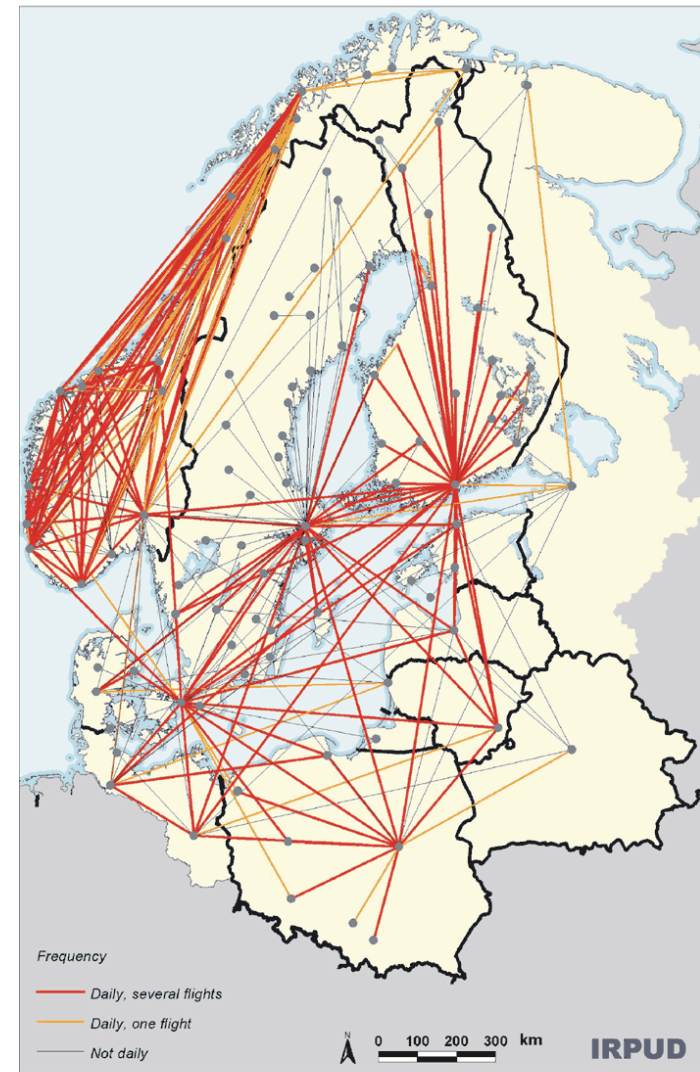 Frequency
Daily, several flights
Daily, one flight
Not daily
N
0 100 200 300 km
IRPUD